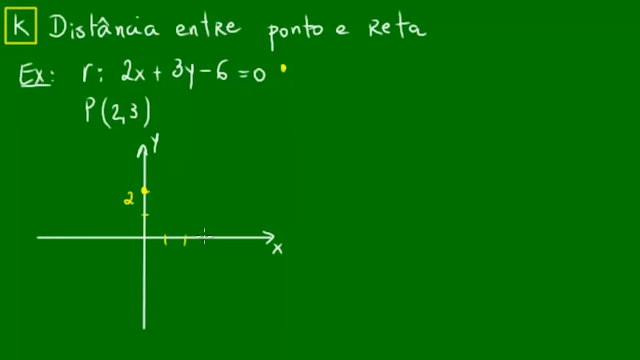 K Distância entre ponto e reta
Ex: r: 2x + 3y - 6 = 0
P(2,3)
y
2
x